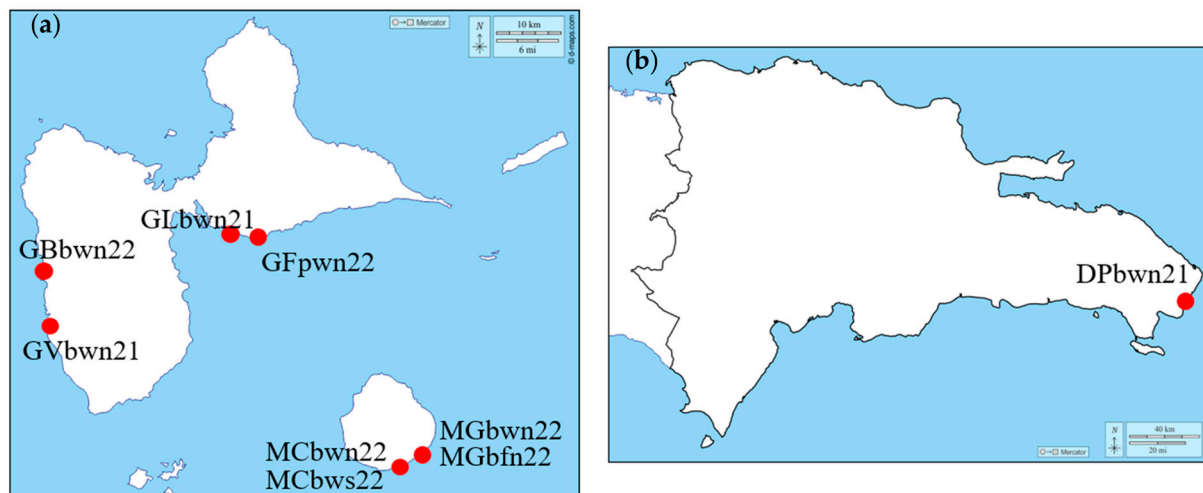 (a)
Mercator
N
10 km
6 mi
© d-maps.com
GLbwn21
GFpwn22
GBbwn22
GVbwn21
MGbwn22
MGbfn22
MCbwn22
MCbws22
(b)
DPbwn21
Mercator
N
40 km
20 mi